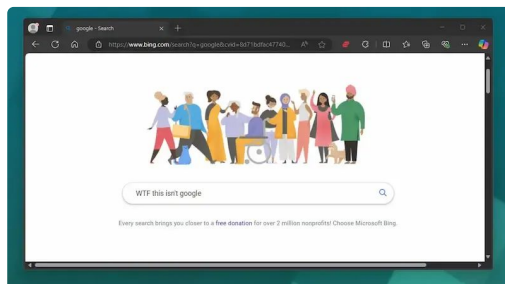 google - Search
https://www.bing.com/search?q=google&cvid=8d71bdfac47740...
WTF this isn't google
Every search brings you closer to a free donation for over 2 million nonprofits! Choose Microsoft Bing.